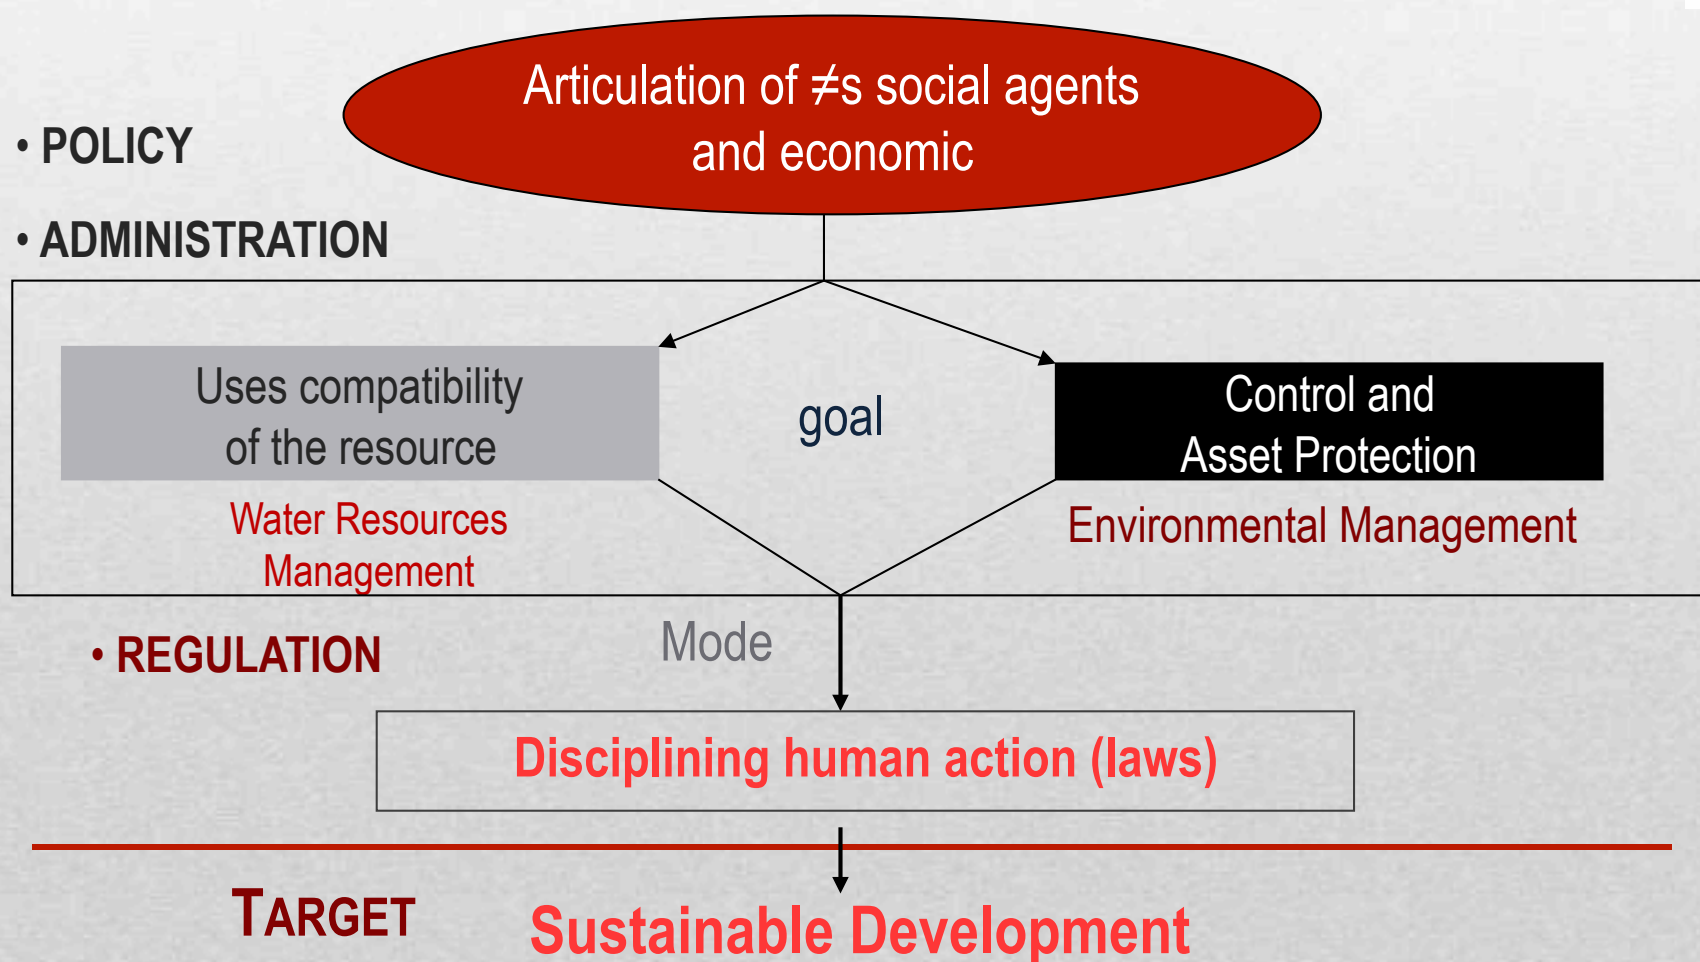 Articulation of ≠s social agents
and economic
• POLICY
• ADMINISTRATION
Uses compatibility
of the resource
goal
Control and
Asset Protection
Water Resources
Management
Environmental Management
• REGULATION
Mode
Disciplining human action (laws)
TARGET
Sustainable Development